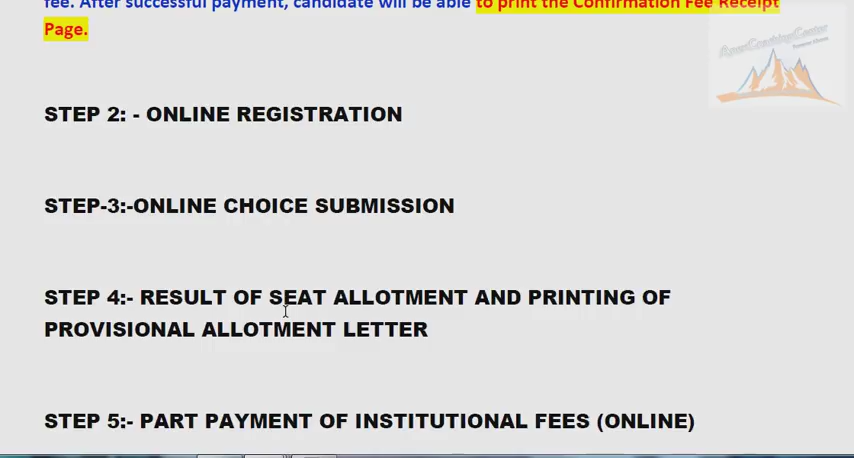 fee. After successful payment, candidate will be able to print the Confirmation Fee Receipt
Page.
ApexCoachingCenter
STEP 2: - ONLINE REGISTRATION
STEP-3:-ONLINE CHOICE SUBMISSION
STEP 4:- RESULT OF SEAT ALLOTMENT AND PRINTING OF
PROVISIONAL ALLOTMENT LETTER
STEP 5:- PART PAYMENT OF INSTITUTIONAL FEES (ONLINE)